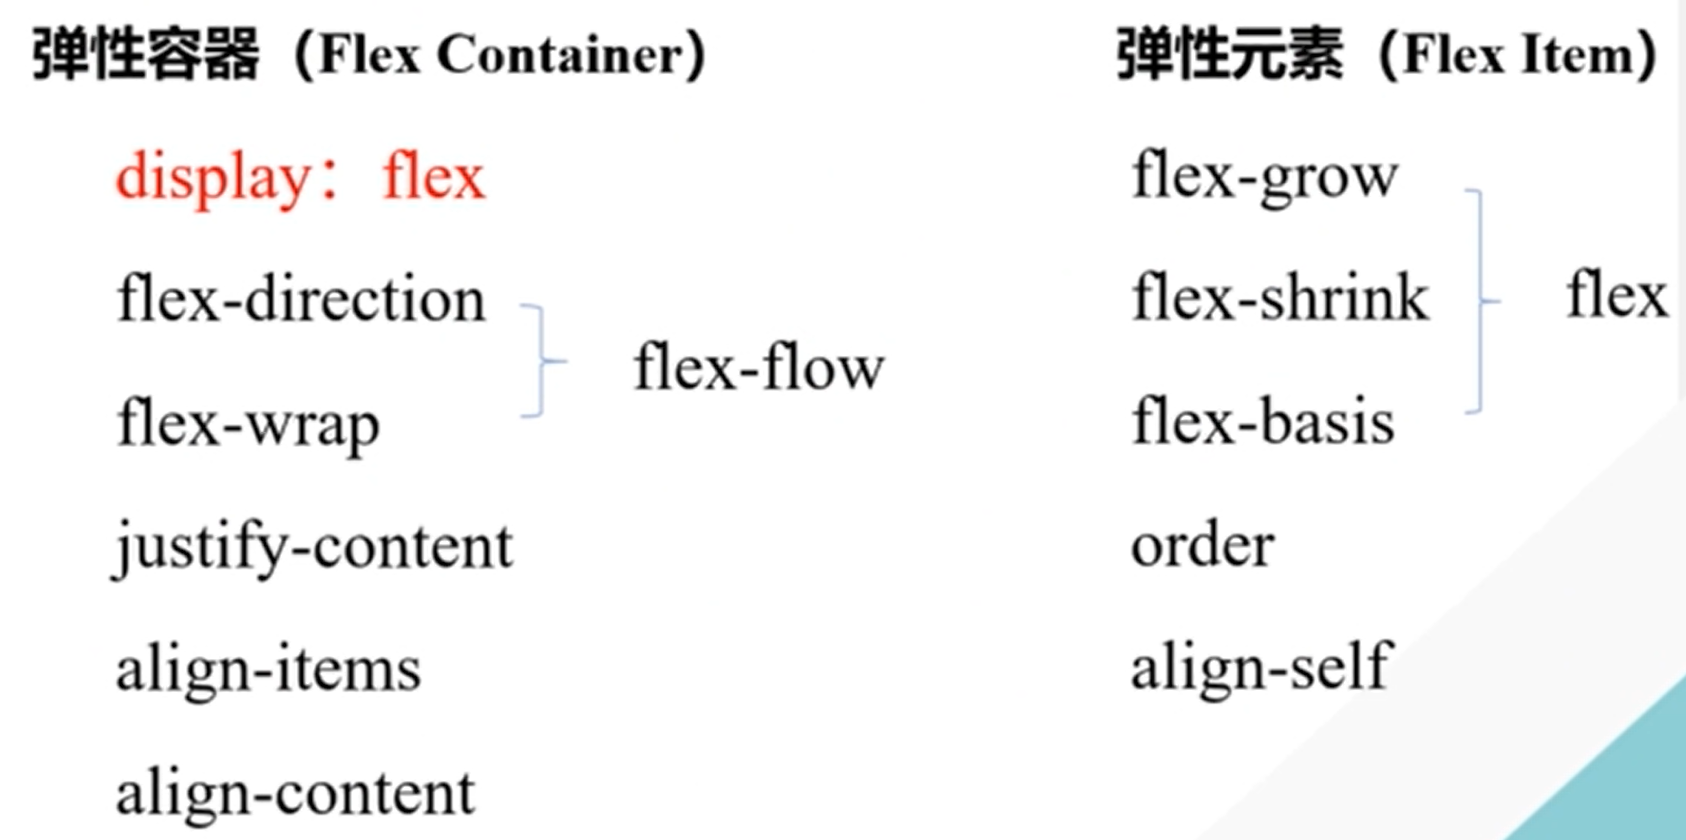 弹性容器（Flex Container）
display：flex
flex-direction
flex-wrap
flex-flow
justify-content
align-items
align-content
弹性元素（Flex Item）
flex-grow
flex-shrink
flex-basis
flex
order
align-self